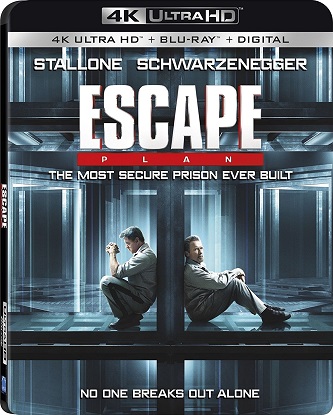 4K ULTRA HD
4K ULTRA HD + BLU-RAY + DIGITAL
STALLONE SCHWARZENEGGER
ESCAPE
PLAN
THE MOST SECURE PRISON EVER BUILT
ESCAPE
NO ONE BREAKS OUT ALONE